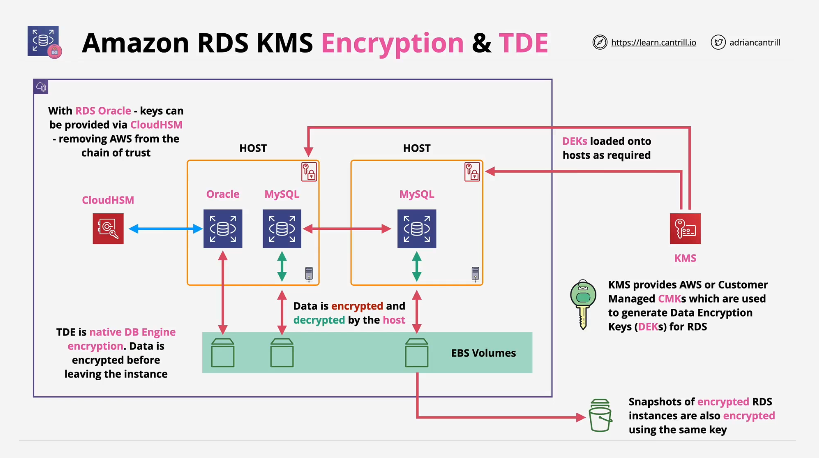 Amazon RDS KMS Encryption & TDE
https://learn.cantrill.io
adriancantrill
With RDS Oracle - keys can
be provided via CloudHSM
- removing AWS from the
chain of trust
HOST
HOST
DEKs loaded onto
hosts as required
CloudHSM
Oracle
MySQL
MySQL
KMS
KMS provides AWS or Customer
Managed CMKs which are used
to generate Data Encryption
Keys (DEKs) for RDS
Data is encrypted and
decrypted by the host
TDE is native DB Engine
encryption. Data is
encrypted before
leaving the instance
EBS Volumes
Snapshots of encrypted RDS
instances are also encrypted
using the same key